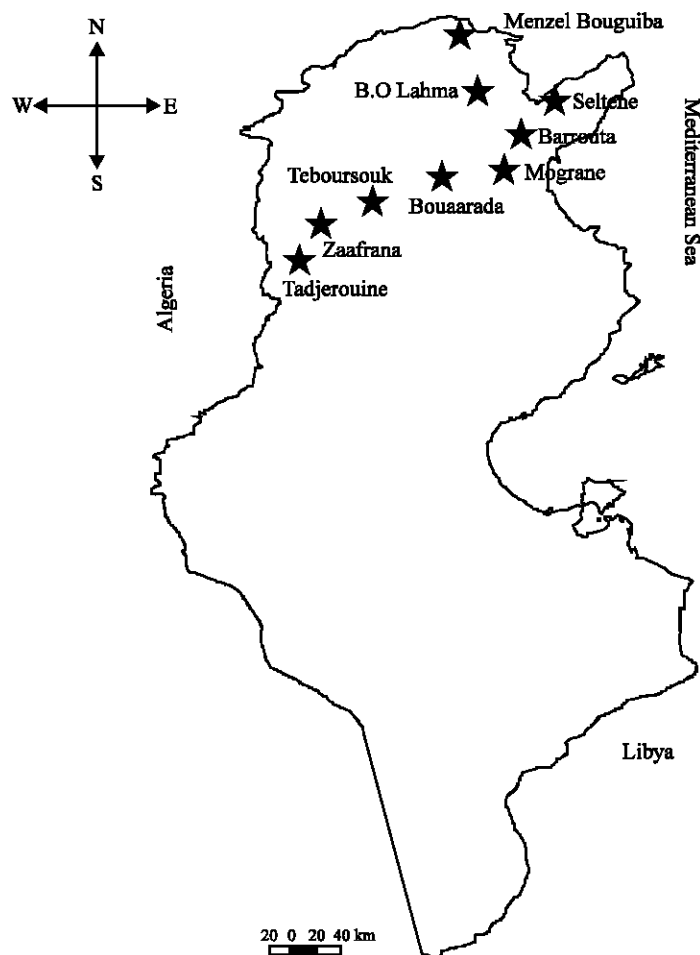 Menzel Bouguiba
N
W
E
S
B.O Lahma
Seltene
Barrouta
Mograne
Teboursouk
Bouaarada
Zaafrana
Tadjerouine
Mediterranean Sea
Algeria
Libya
20 0 20 40 km